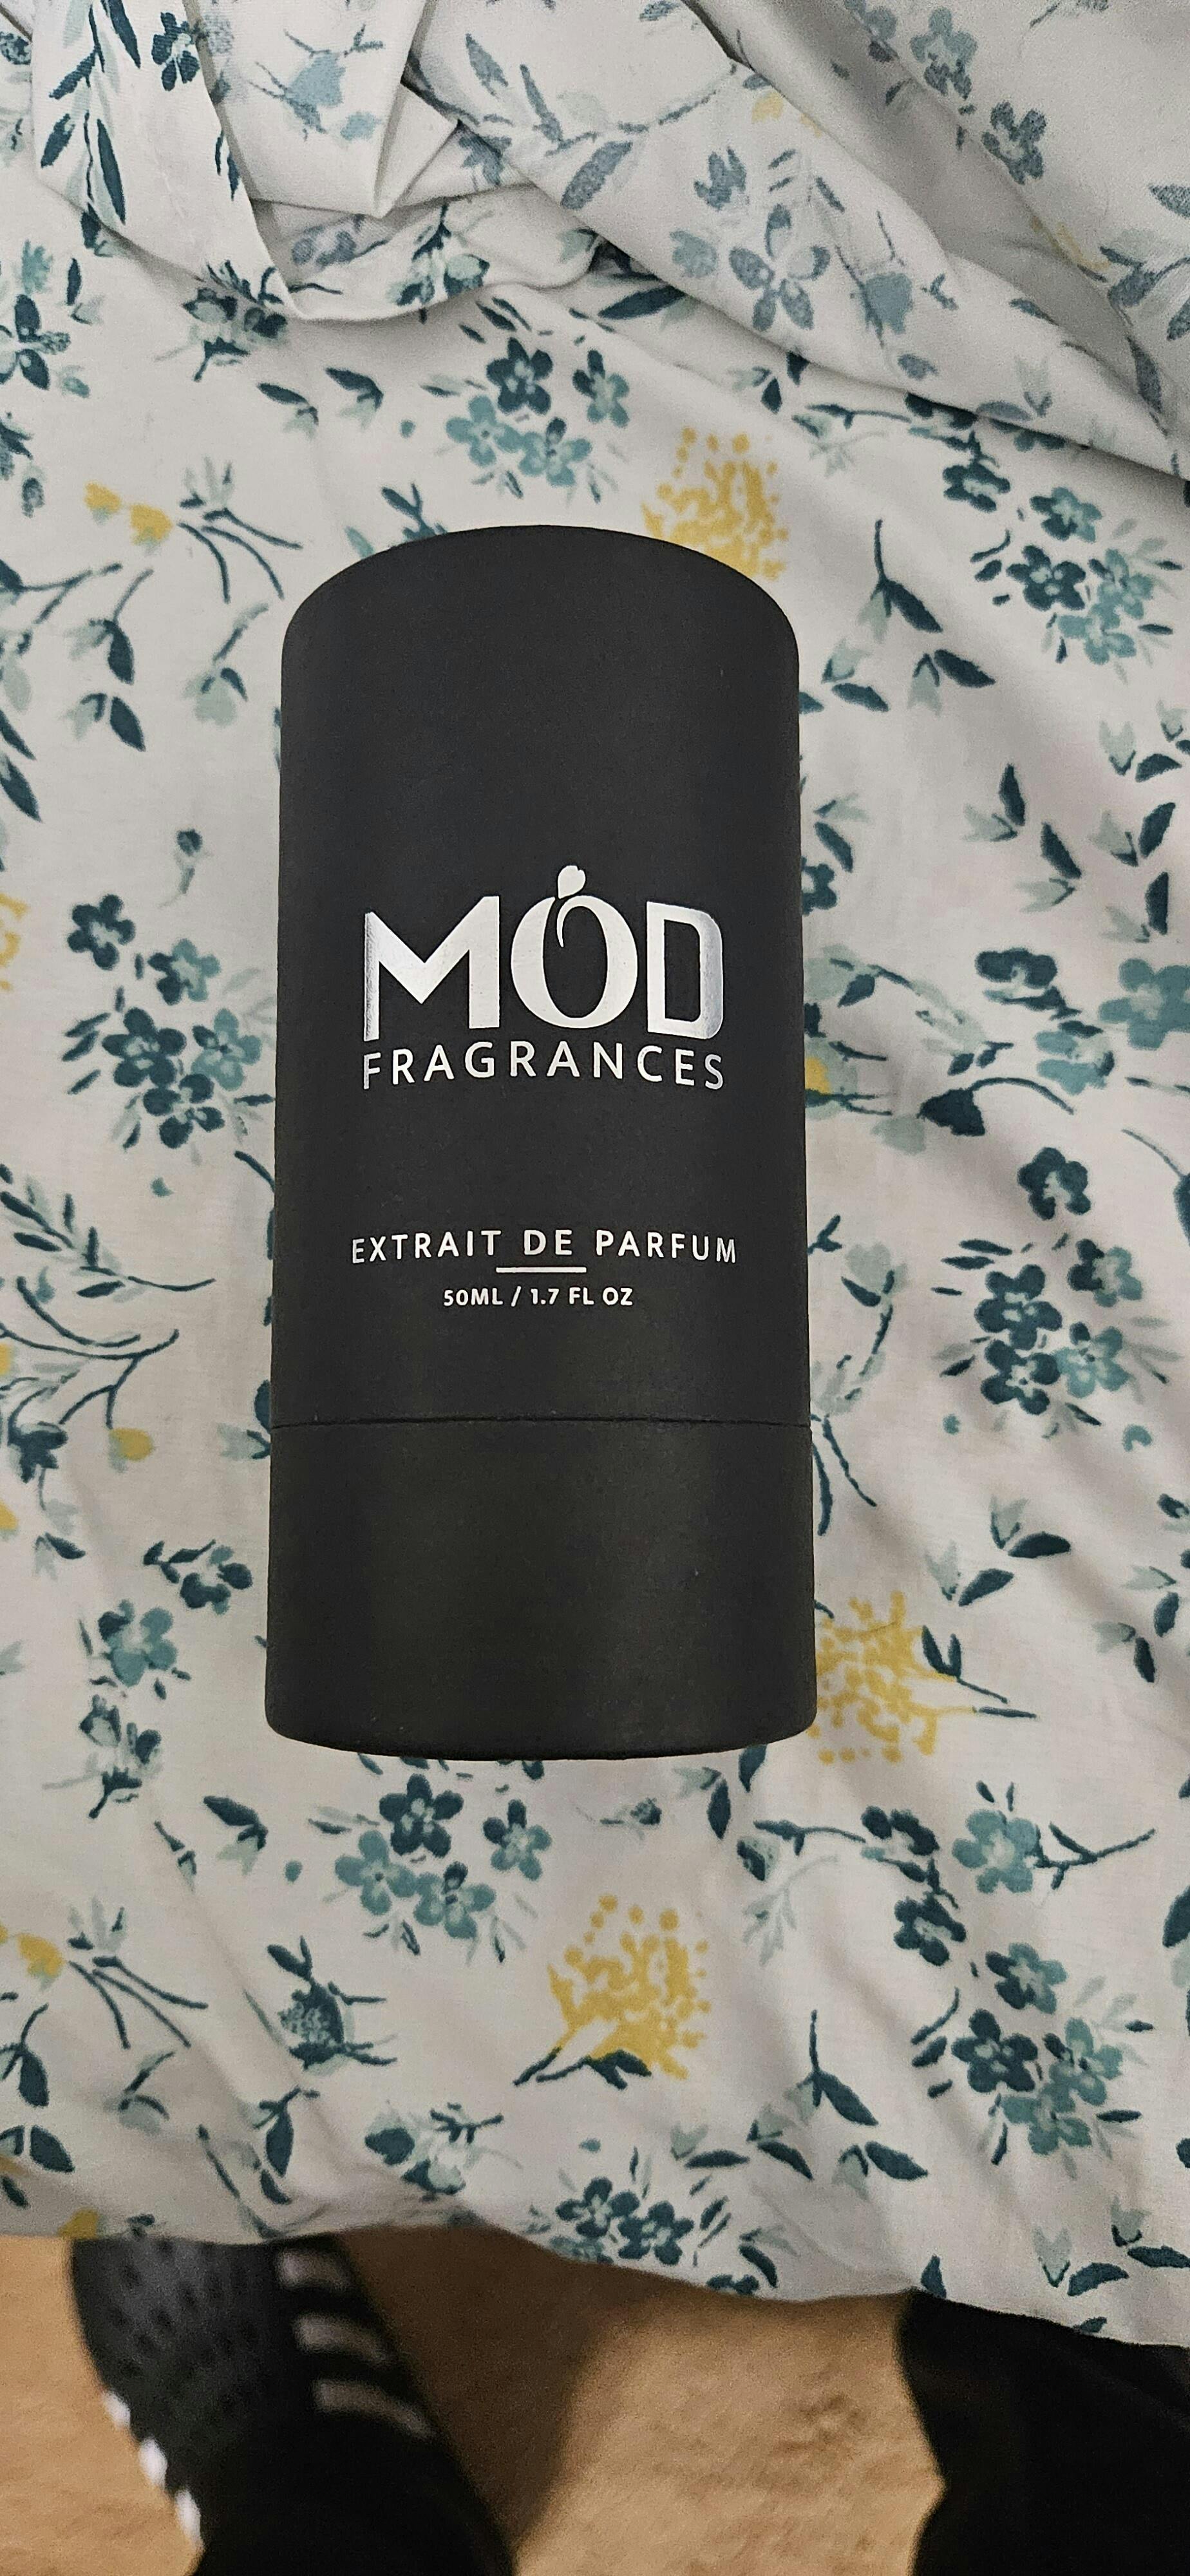 MOD
FRAGRANCES
EXTRAIT DE PARFUM
50ML / 1.7 FL OZ